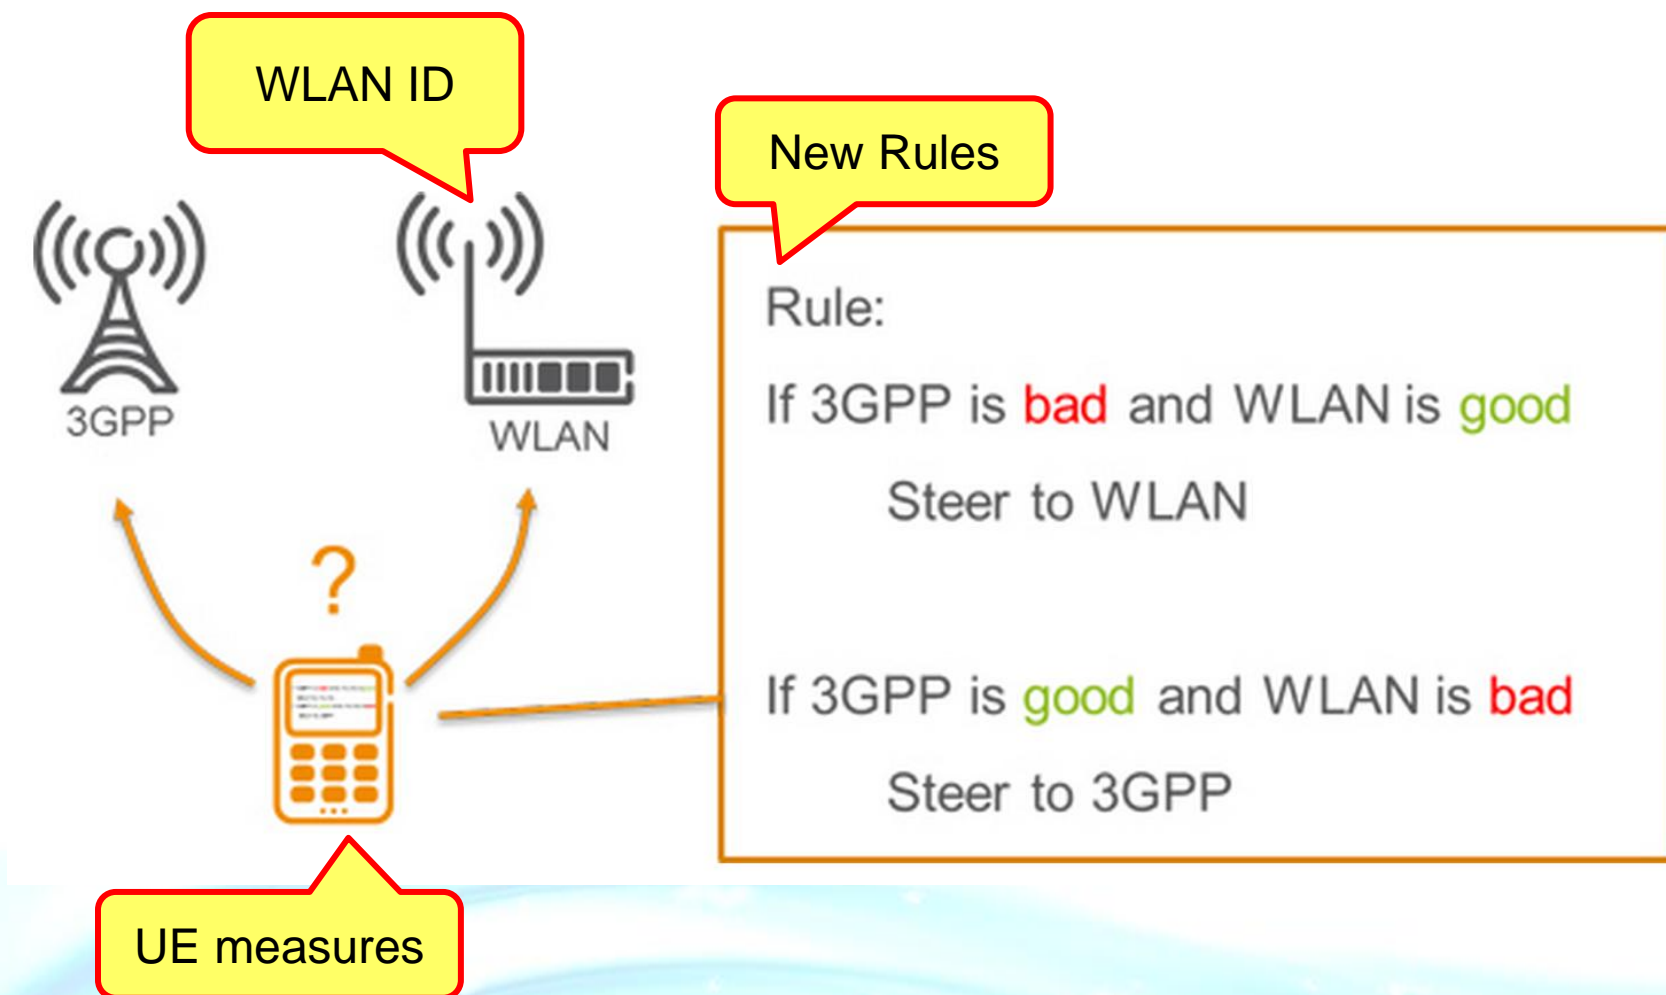 WLAN ID
New Rules
3GPP
WLAN
Rule:
If 3GPP is bad and WLAN is good
Steer to WLAN
?
If 3GPP is good and WLAN is bad
Steer to 3GPP
UE measures